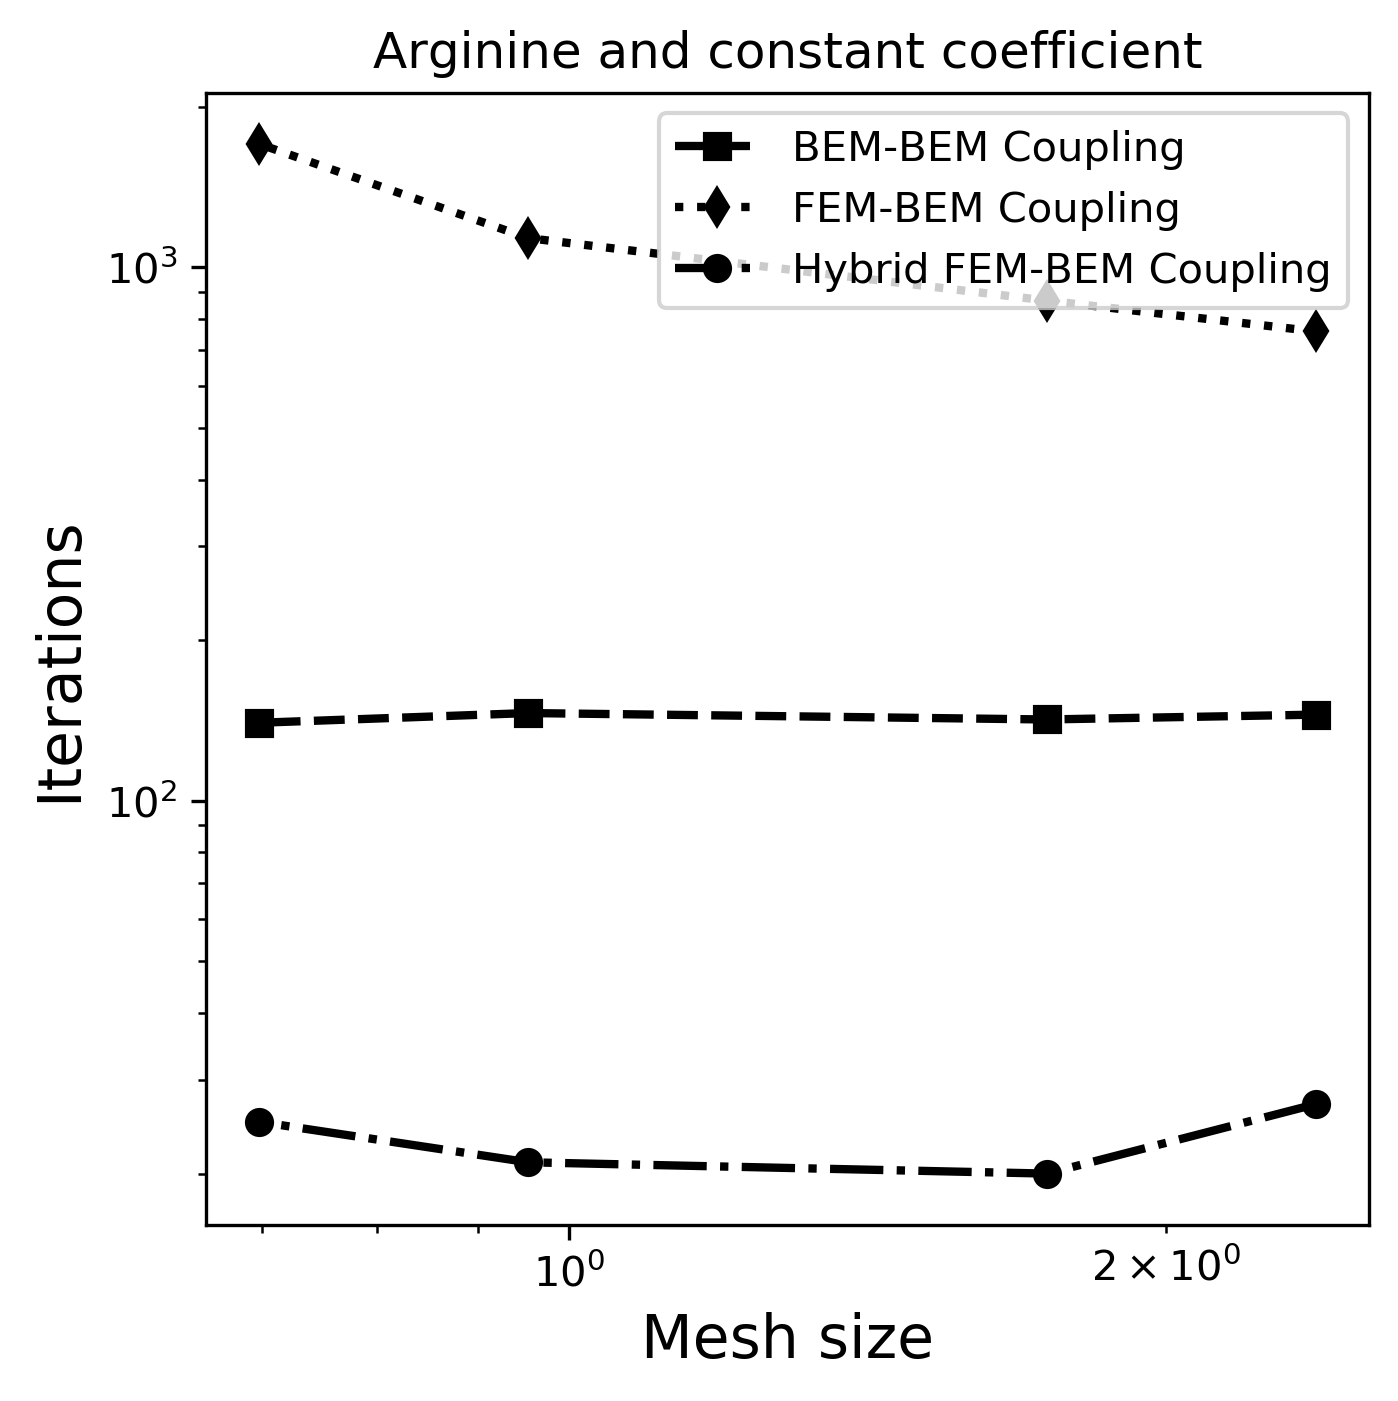 Arginine and constant coefficient
BEM-BEM Coupling
FEM-BEM Coupling
Hybrid FEM-BEM Coupling
10³
10²
Iterations
10⁰
2 × 10⁰
Mesh size